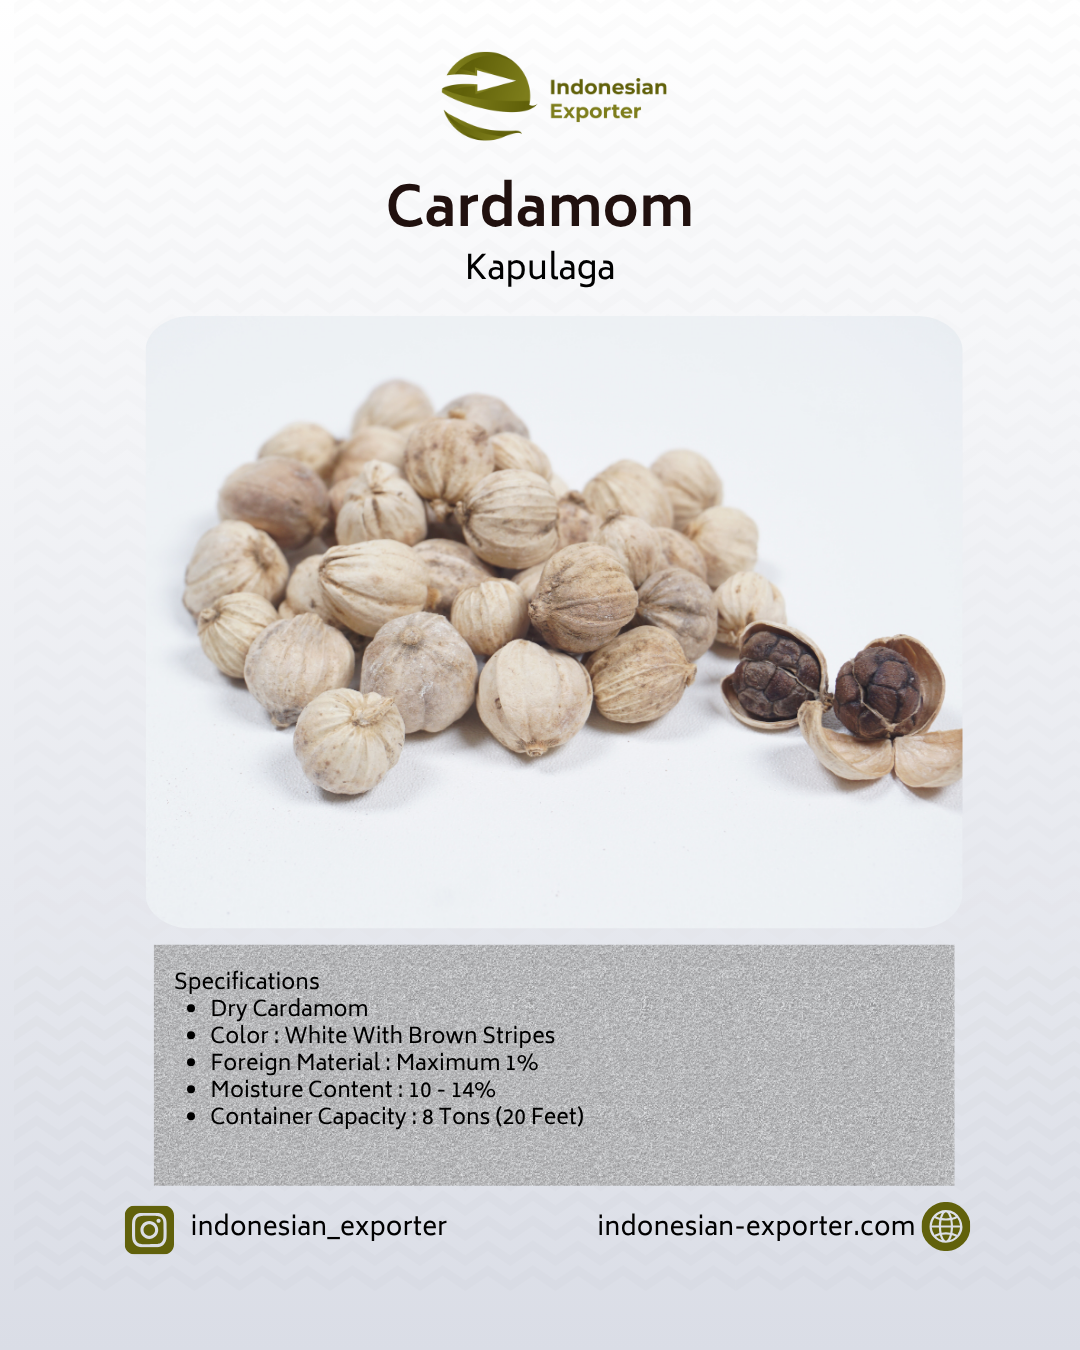 Indonesian
Exporter
Cardamom
Kapulaga
Specifications
• Dry Cardamom
• Color : White With Brown Stripes
• Foreign Material : Maximum 1%
• Moisture Content : 10 - 14%
• Container Capacity : 8 Tons (20 Feet)
indonesian_exporter
indonesian-exporter.com